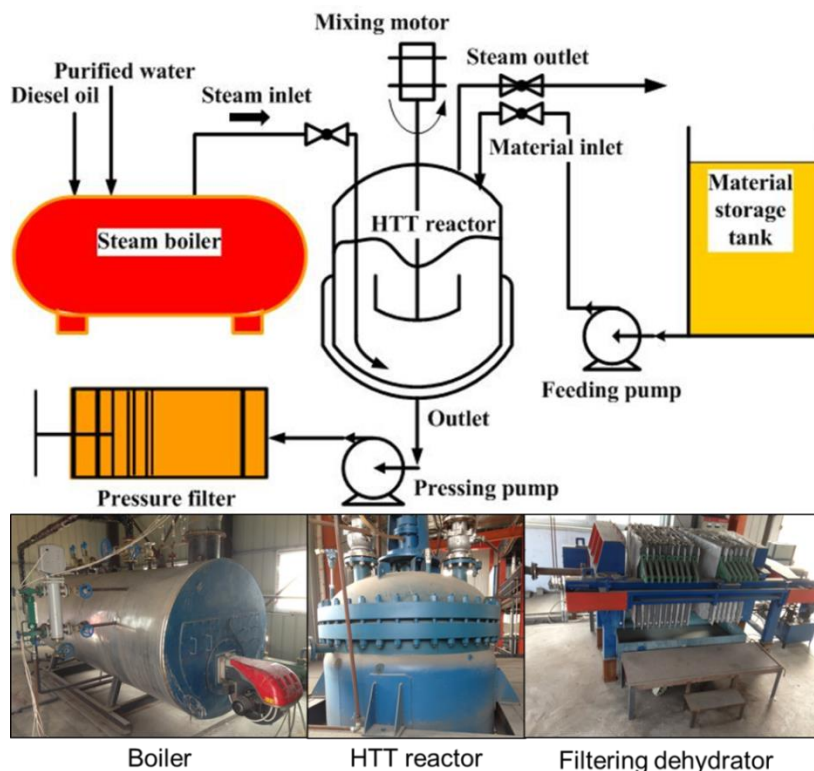 Mixing motor
Purified water
Diesel oil
Steam inlet
Steam outlet
Material inlet
Steam boiler
HTT reactor
Material
storage
tank
Feeding pump
Outlet
Pressure filter
Pressing pump
Boiler
HTT reactor
Filtering dehydrator